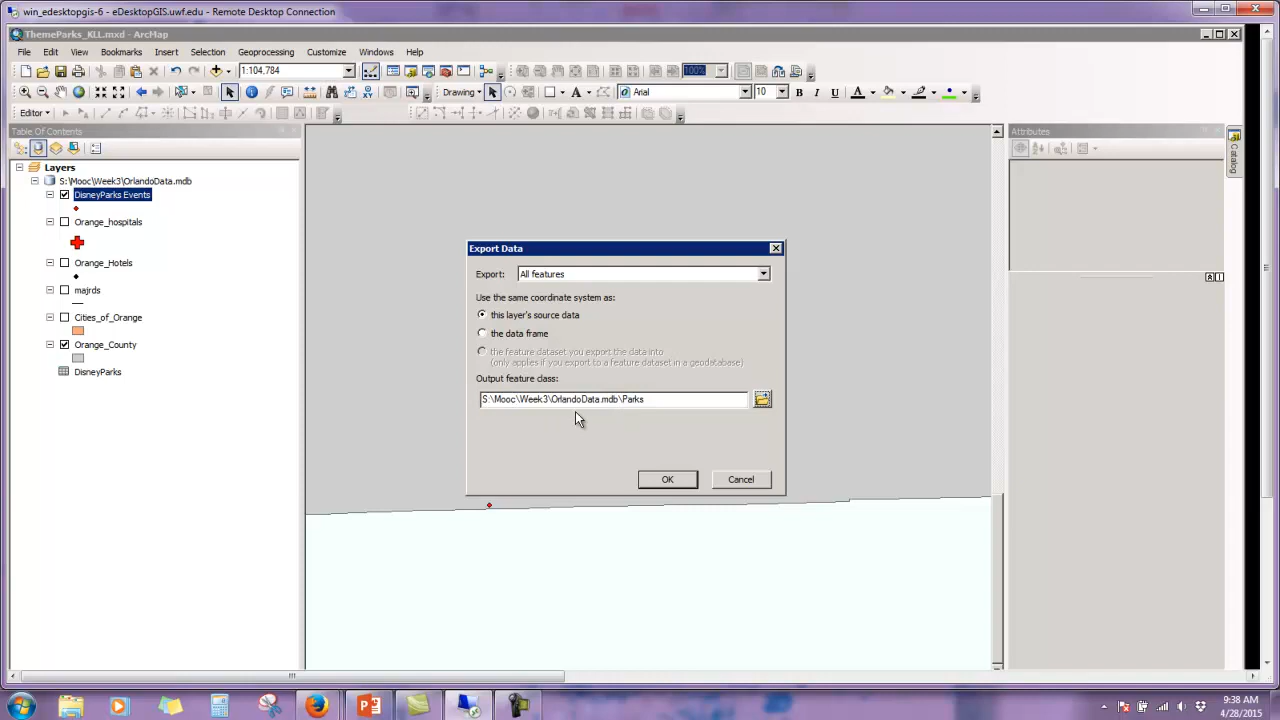 win_edesktopgis-6 - eDesktopGIS.uwf.edu - Remote Desktop Connection
ThemeParks_KLL.mxd - ArcMap
File Edit View Bookmarks Insert Selection Geoprocessing Customize Windows Help
1:104,784
100%
Drawing
Arial
10
B I U A
Editor
Table Of Contents
Attributes
Catalog
Layers
S:\Mooc\Week3\OrlandoData.mdb
DisneyParks Events
Orange_hospitals
Orange_Hotels
majrds
Cities_of_Orange
Orange_County
DisneyParks
Export Data
Export: All features
Use the same coordinate system as:
this layer's source data
the data frame
the feature dataset you export the data into
(only applies if you export to a feature dataset in a geodatabase)
Output feature class:
S:\Mooc\Week3\OrlandoData.mdb\Parks
OK Cancel
9:38 AM
4/28/2015